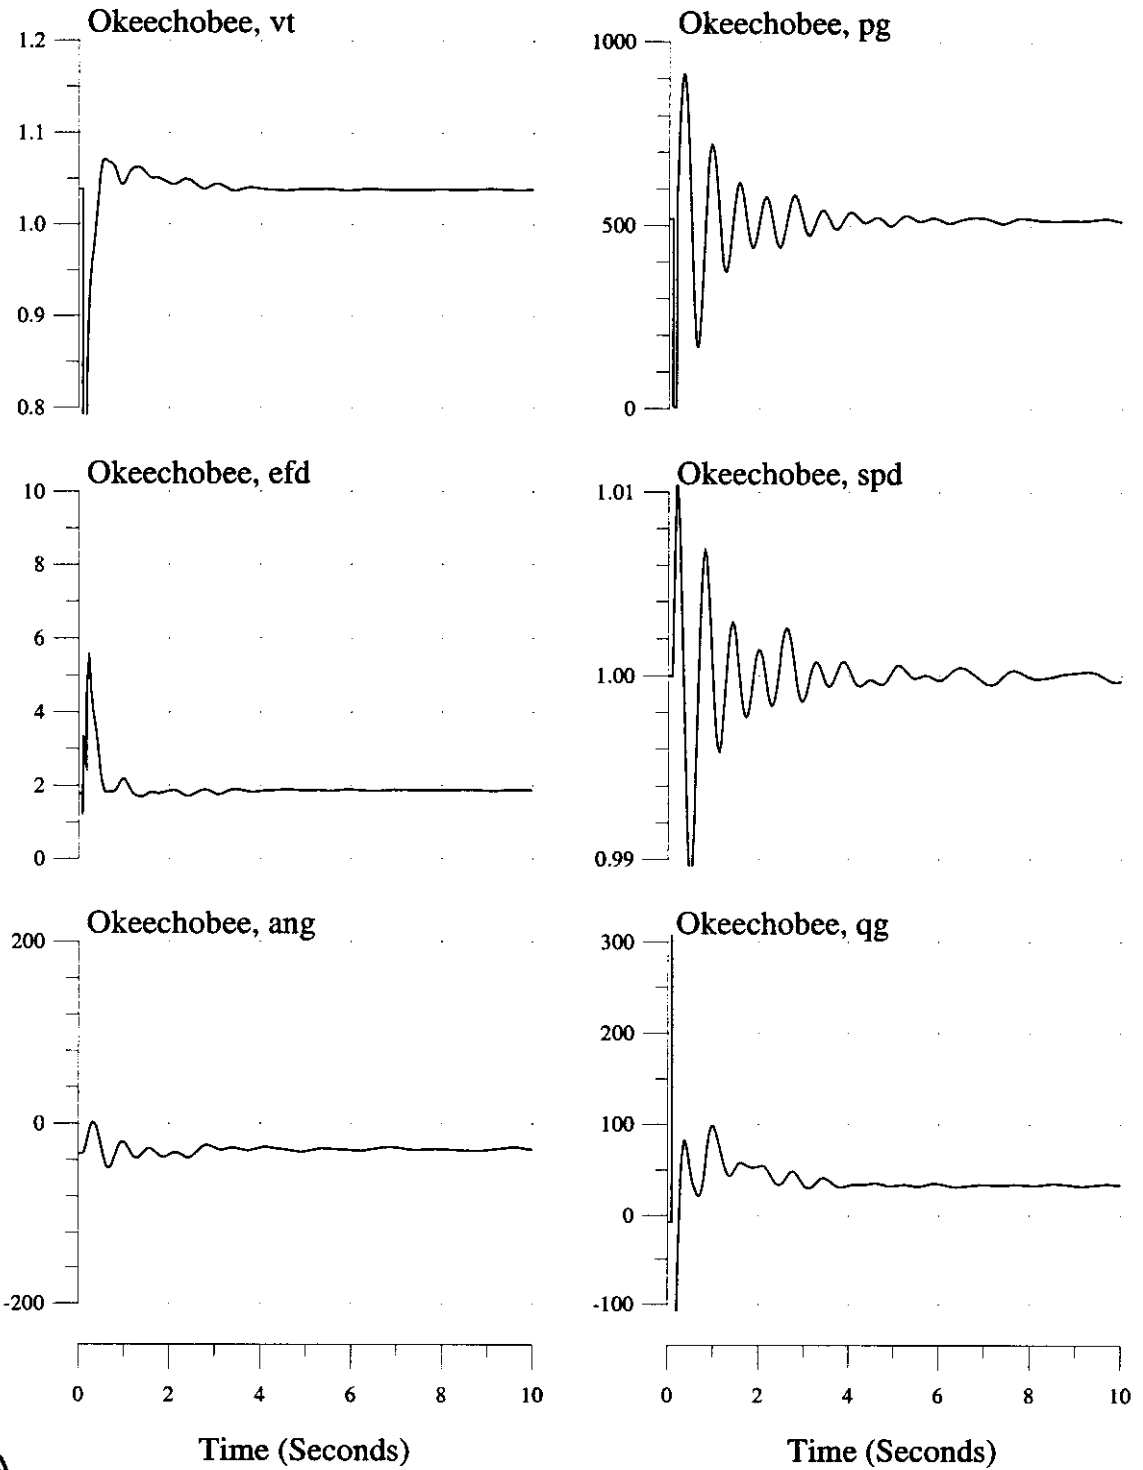 Okeechobee, vt
1.2
1.1
1.0
0.9
0.8
Okeechobee, pg
1000
500
0
Okeechobee, efd
10
8
6
4
2
0
Okeechobee, spd
1.01
1.00
0.99
Okeechobee, ang
200
0
-200
0 2 4 6 8 10
Time (Seconds)
Okeechobee, qg
300
200
100
0
-100
0 2 4 6 8 10
Time (Seconds)